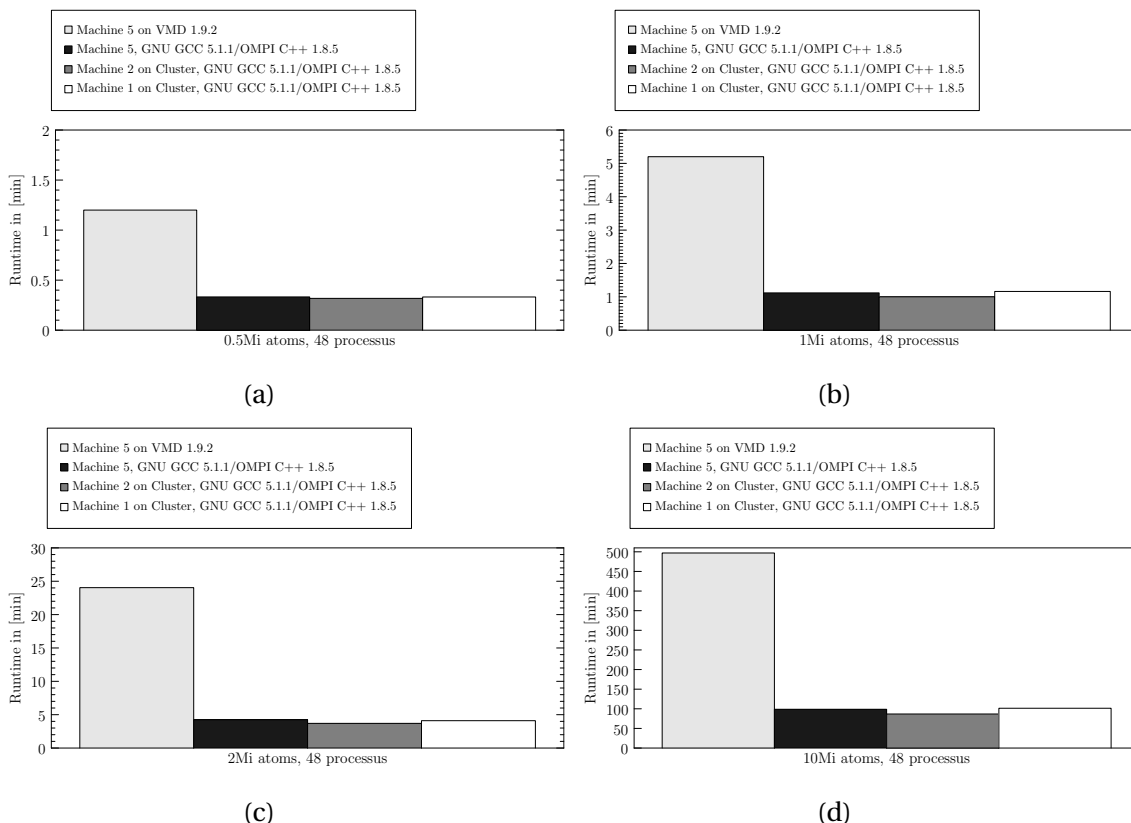 Machine 5 on VMD 1.9.2
Machine 5, GNU GCC 5.1.1/OMPI C++ 1.8.5
Machine 2 on Cluster, GNU GCC 5.1.1/OMPI C++ 1.8.5
Machine 1 on Cluster, GNU GCC 5.1.1/OMPI C++ 1.8.5
2
1.5
1
0.5
0
Runtime in [min]
0.5Mi atoms, 48 processus
(a)
Machine 5 on VMD 1.9.2
Machine 5, GNU GCC 5.1.1/OMPI C++ 1.8.5
Machine 2 on Cluster, GNU GCC 5.1.1/OMPI C++ 1.8.5
Machine 1 on Cluster, GNU GCC 5.1.1/OMPI C++ 1.8.5
6
5
4
3
2
1
0
Runtime in [min]
1Mi atoms, 48 processus
(b)
Machine 5 on VMD 1.9.2
Machine 5, GNU GCC 5.1.1/OMPI C++ 1.8.5
Machine 2 on Cluster, GNU GCC 5.1.1/OMPI C++ 1.8.5
Machine 1 on Cluster, GNU GCC 5.1.1/OMPI C++ 1.8.5
30
25
20
15
10
5
0
Runtime in [min]
2Mi atoms, 48 processus
(c)
Machine 5 on VMD 1.9.2
Machine 5, GNU GCC 5.1.1/OMPI C++ 1.8.5
Machine 2 on Cluster, GNU GCC 5.1.1/OMPI C++ 1.8.5
Machine 1 on Cluster, GNU GCC 5.1.1/OMPI C++ 1.8.5
500
450
400
350
300
250
200
150
100
50
0
Runtime in [min]
10Mi atoms, 48 processus
(d)